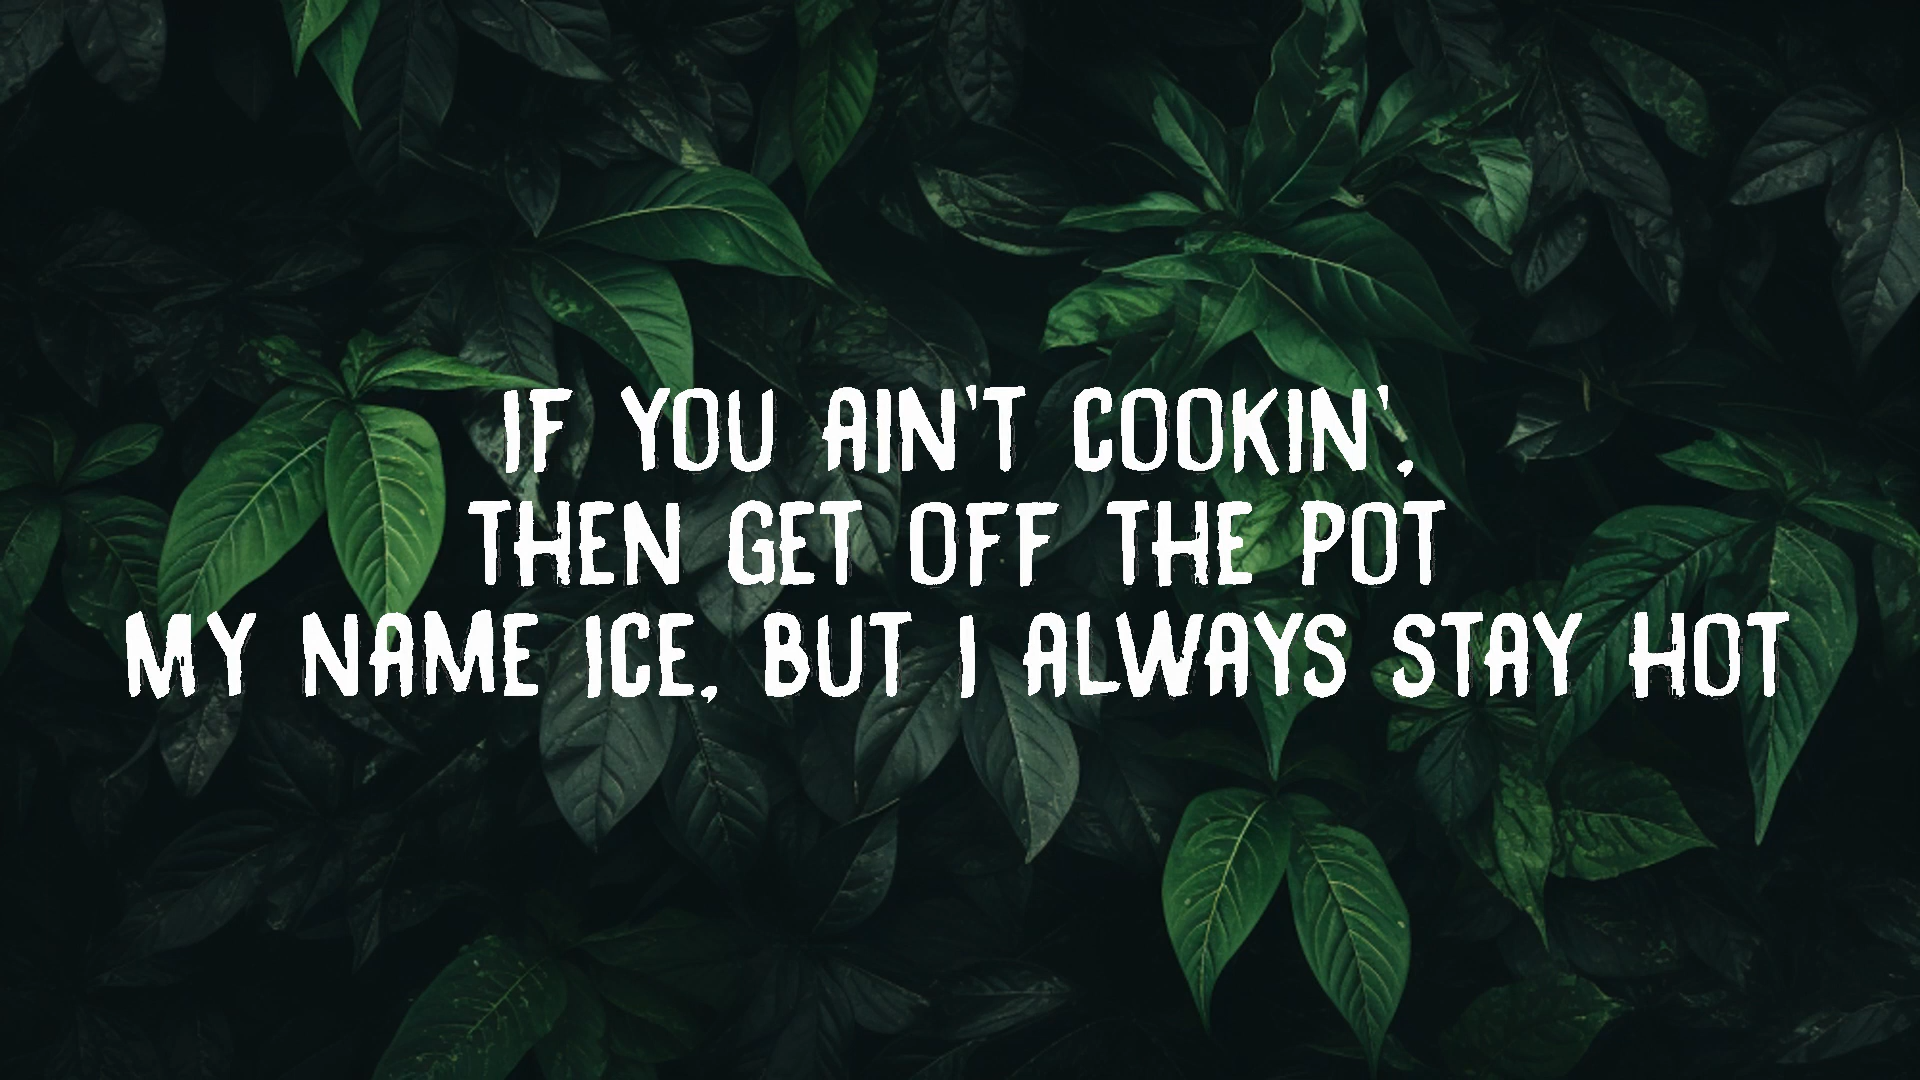 IF YOU AIN'T COOKIN',
THEN GET OFF THE POT
MY NAME ICE, BUT I ALWAYS STAY HOT